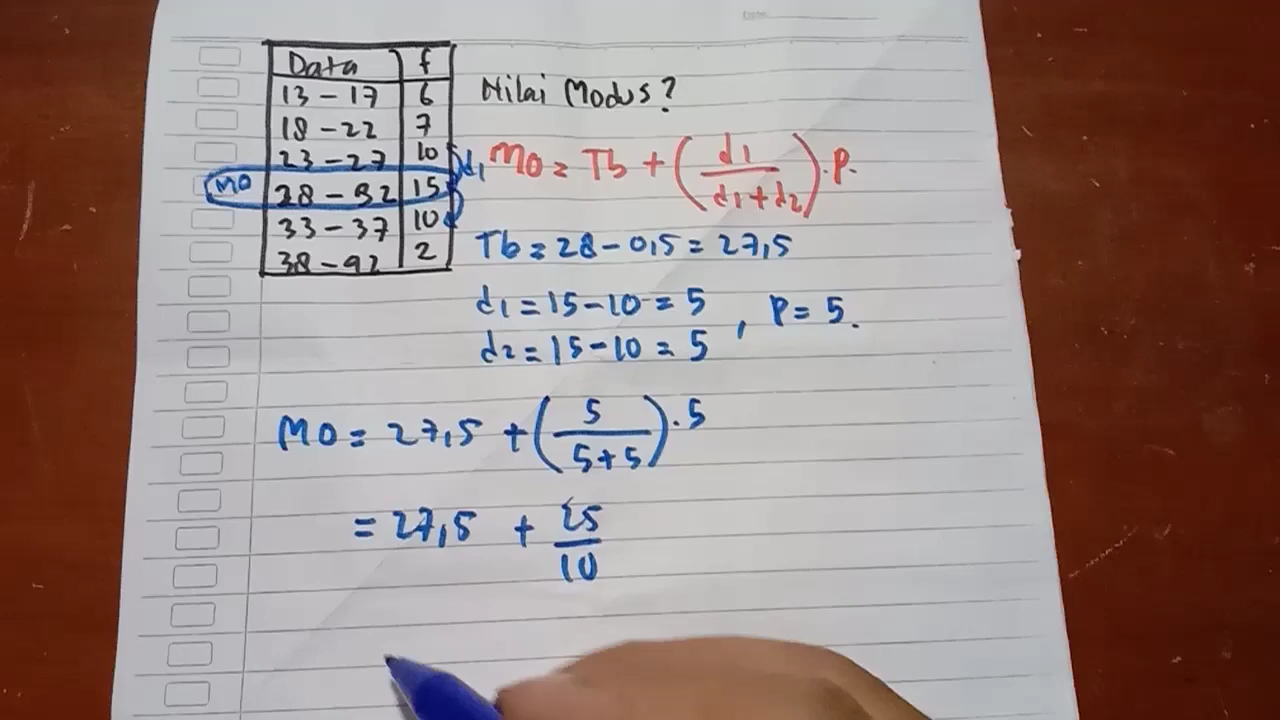 Data f
13 - 17 6
18 - 22 7
23 - 27 10
Mo 28 - 32 15
33 - 37 10
38 - 42 2
d1
Nilai Modus?
Mo = Tb + (d1 / d1 + d2) . P.
Tb = 28 - 0,5 = 27,5
d1 = 15 - 10 = 5
d2 = 15 - 10 = 5 , P = 5.
Mo = 27,5 + (5 / 5 + 5) . 5
= 27,5 + 25 / 10